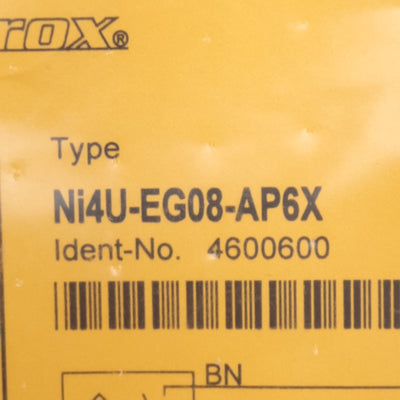 rox®
Type
Ni4U-EG08-AP6X
Ident-No. 4600600
BN